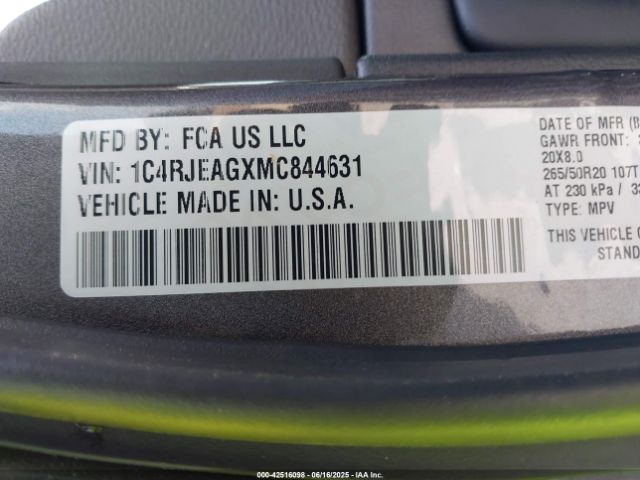 MFD BY: FCA US LLC
VIN: 1C4RJEAGXMC844631
VEHICLE MADE IN: U.S.A.
DATE OF MFR
GAWR FRONT:
20X8.0
265/50R20 107T
AT 230 kPa /
TYPE: MPV
THIS VEHICLE
STAND
000-42516098 - 06/16/2025 - IAA Inc.